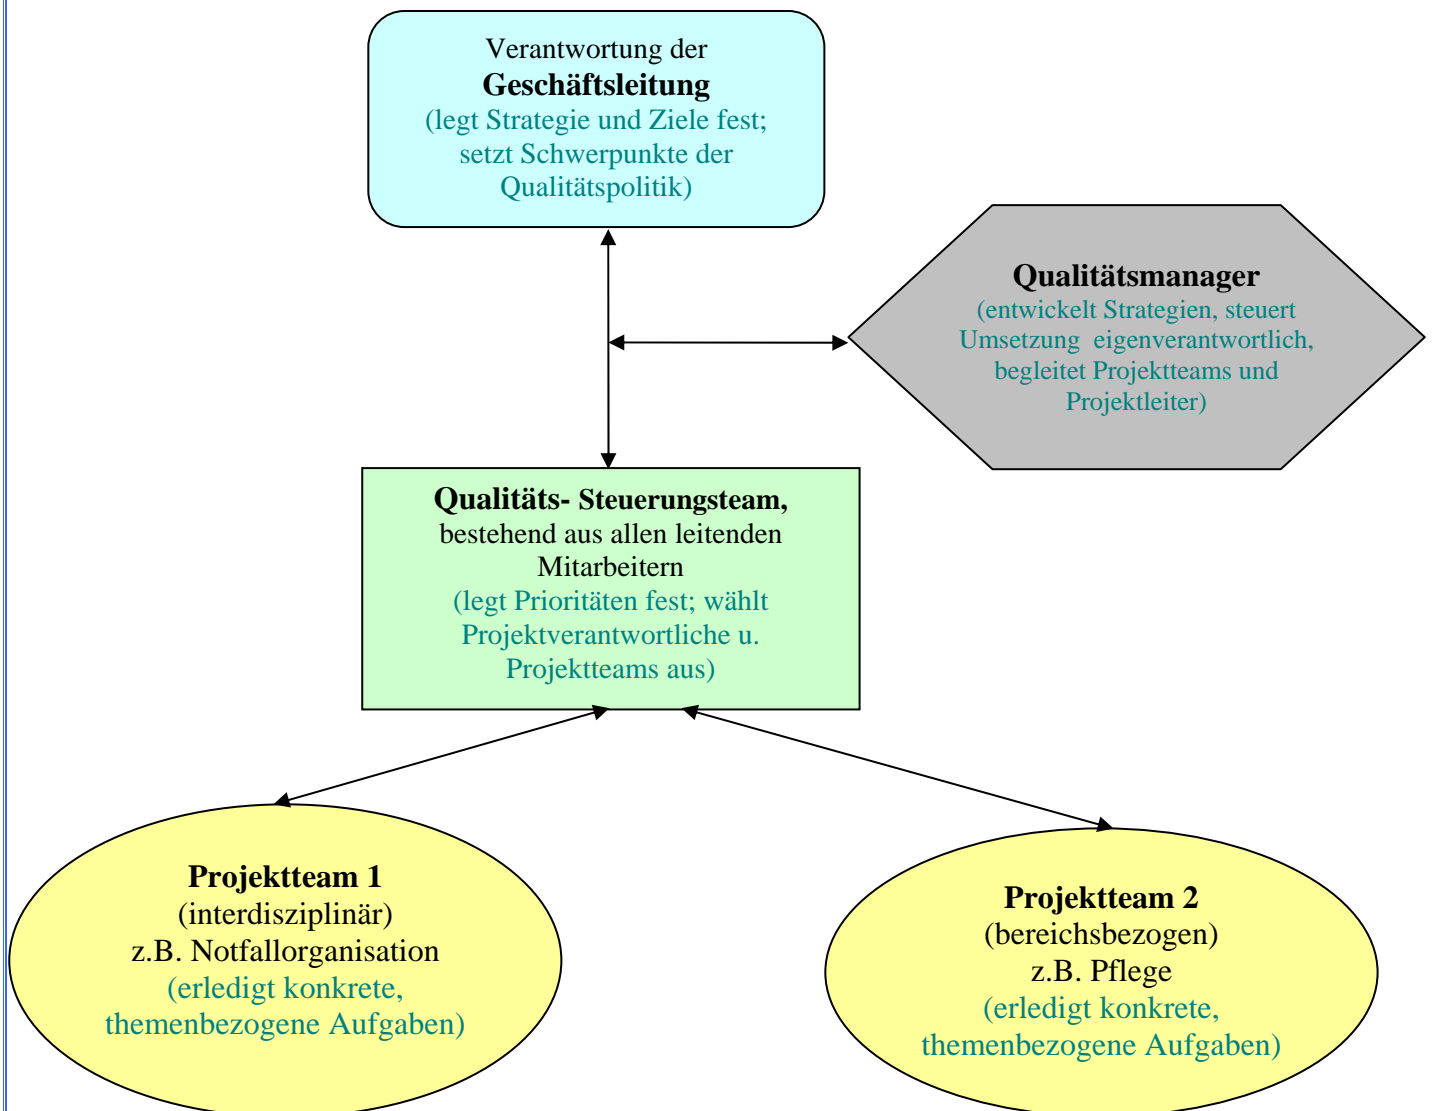 Verantwortung der
Geschäftsleitung
(legt Strategie und Ziele fest;
setzt Schwerpunkte der
Qualitätspolitik)
Qualitätsmanager
(entwickelt Strategien, steuert
Umsetzung eigenverantwortlich,
begleitet Projektteams und
Projektleiter)
Qualitäts- Steuerungsteam,
bestehend aus allen leitenden
Mitarbeitern
(legt Prioritäten fest; wählt
Projektverantwortliche u.
Projektteams aus)
Projektteam 1
(interdisziplinär)
z.B. Notfallorganisation
(erledigt konkrete,
themenbezogene Aufgaben)
Projektteam 2
(bereichsbezogen)
z.B. Pflege
(erledigt konkrete,
themenbezogene Aufgaben)